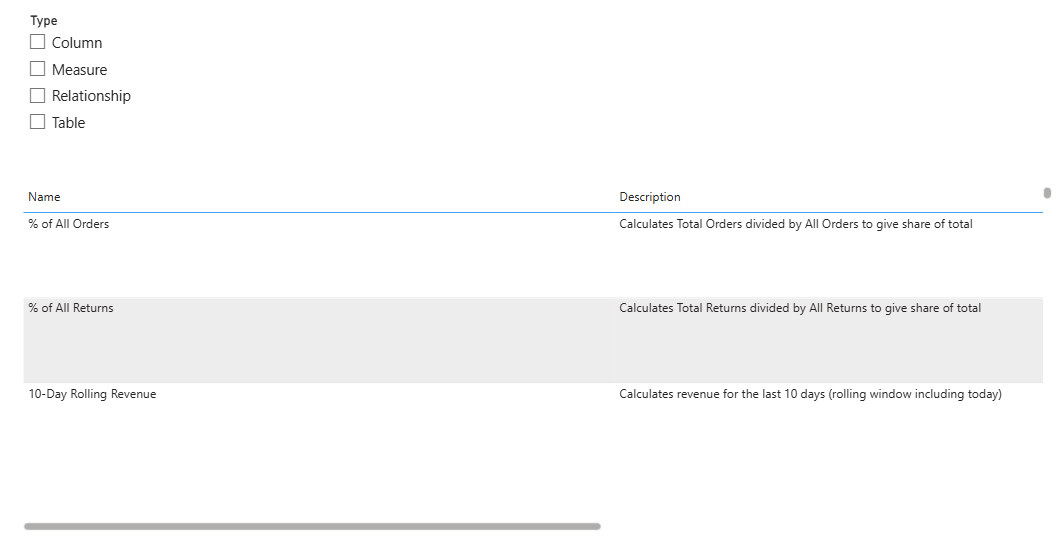 Type
Column
Measure
Relationship
Table
Name Description
% of All Orders Calculates Total Orders divided by All Orders to give share of total
% of All Returns Calculates Total Returns divided by All Returns to give share of total
10-Day Rolling Revenue Calculates revenue for the last 10 days (rolling window including today)